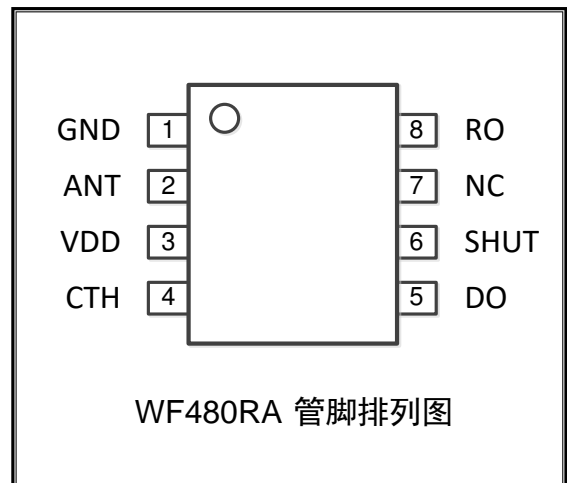 GND 1 8 RO
ANT 2 7 NC
VDD 3 6 SHUT
CTH 4 5 DO
WF480RA 管脚排列图